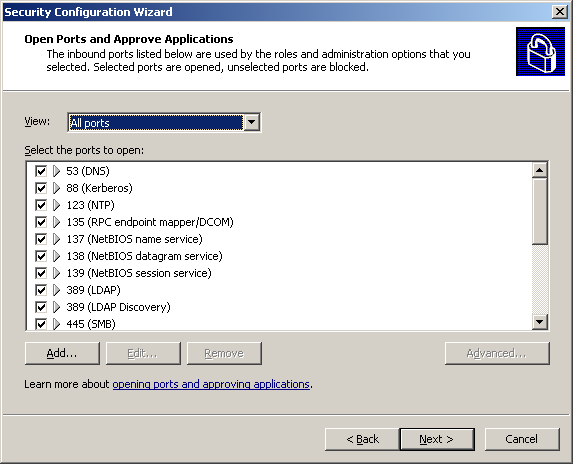 Security Configuration Wizard
Open Ports and Approve Applications
The inbound ports listed below are used by the roles and administration options that you
selected. Selected ports are opened, unselected ports are blocked.
View: All ports
Select the ports to open:
53 (DNS)
88 (Kerberos)
123 (NTP)
135 (RPC endpoint mapper/DCOM)
137 (NetBIOS name service)
138 (NetBIOS datagram service)
139 (NetBIOS session service)
389 (LDAP)
389 (LDAP Discovery)
445 (SMB)
Add... Edit... Remove Advanced...
Learn more about opening ports and approving applications.
< Back Next > Cancel